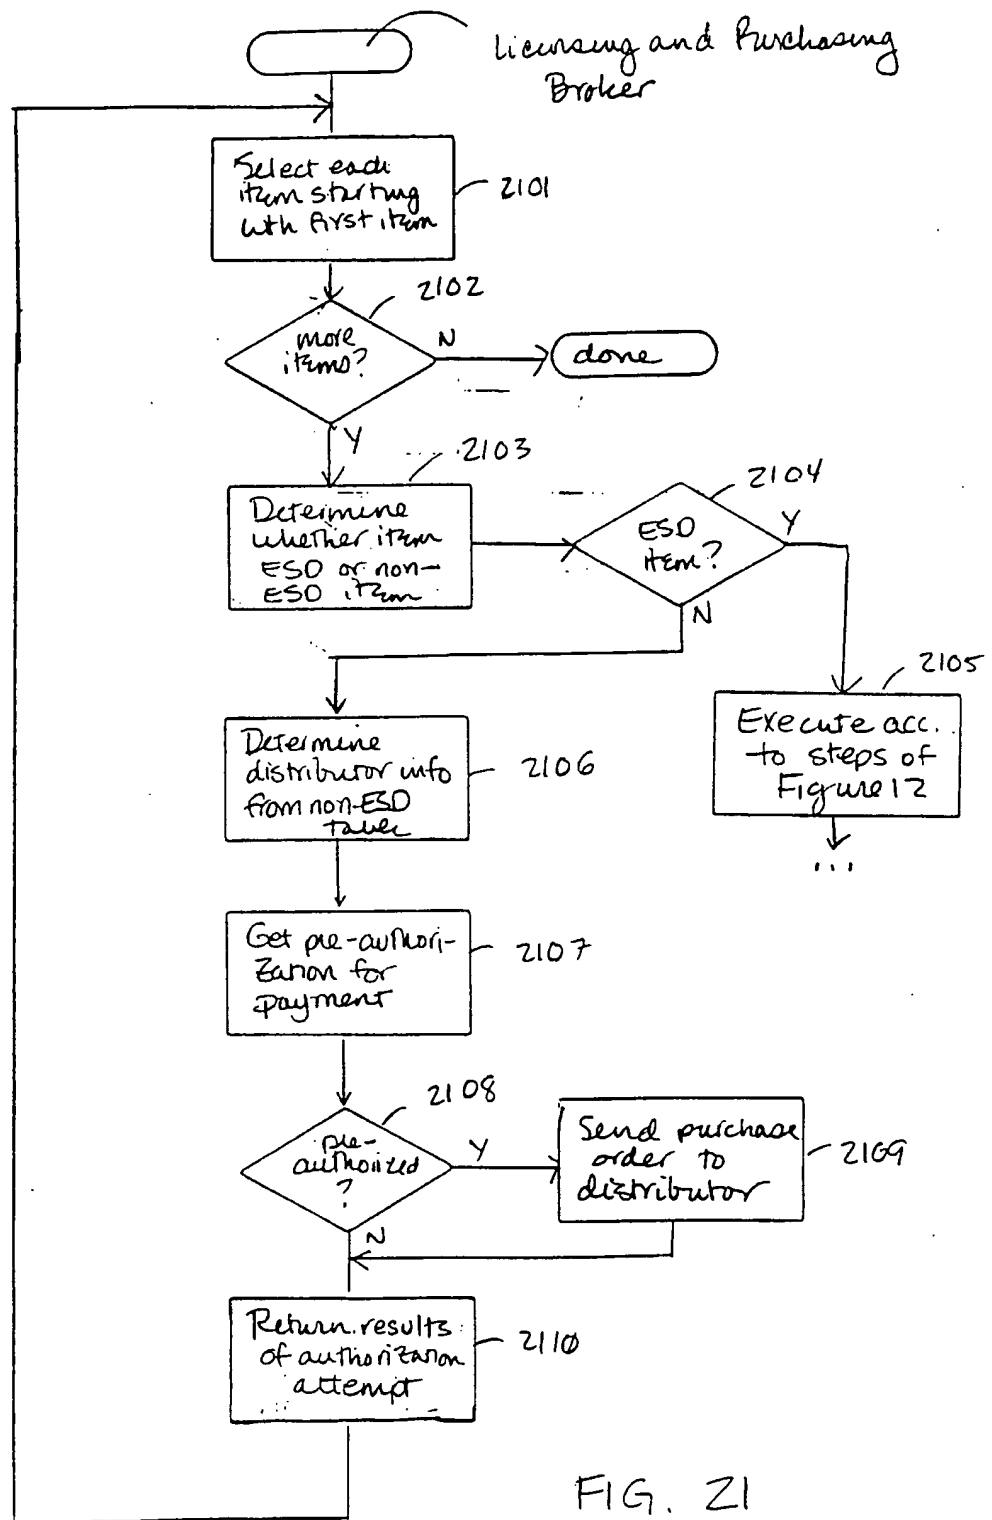 Licensing and Purchasing
Broker
Select each
item starting
with first item
2101
2102
more
items?
N
done
Y
2103
Determine
whether item
ESD or non-
ESD item
2104
ESD
item?
Y
N
2105
Execute acc.
to steps of
Figure 12
...
Determine
distributor info
from non-ESD
table
2106
Get pre-authori-
zation for
payment
2107
2108
pre-
authorized
?
Y
N
Send purchase
order to
distributor
2109
Return results
of authorization
attempt
2110
FIG. 21